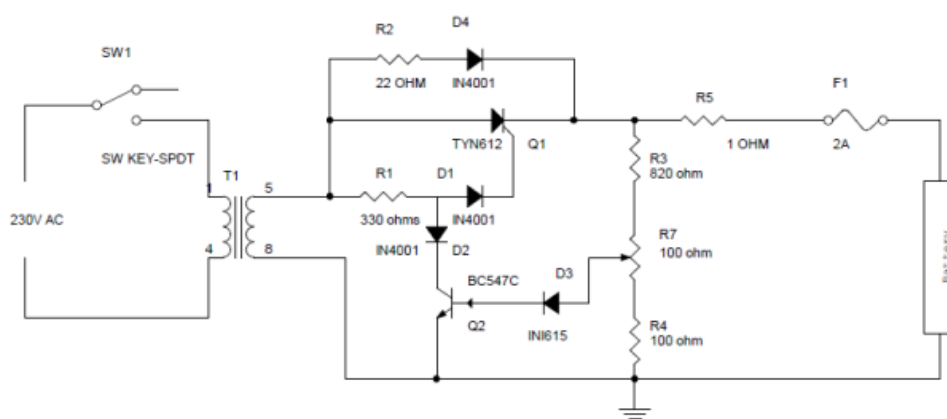 SW1
SW KEY-SPDT
230V AC
T1
1
4
5
8
R2
22 OHM
D4
IN4001
TYN612
Q1
R1
330 ohms
D1
IN4001
IN4001
D2
BC547C
Q2
D3
INI615
R3
820 ohm
R7
100 ohm
R4
100 ohm
R5
1 OHM
F1
2A
Battery